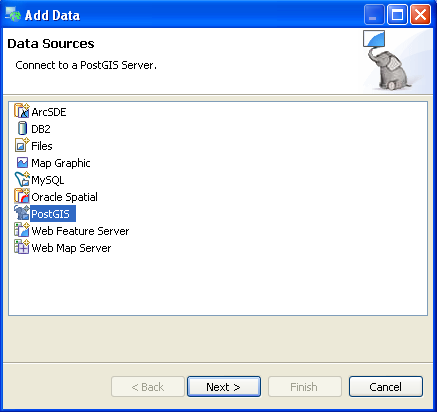 Add Data
Data Sources
Connect to a PostGIS Server.
ArcSDE
DB2
Files
Map Graphic
MySQL
Oracle Spatial
PostGIS
Web Feature Server
Web Map Server
< Back Next > Finish Cancel